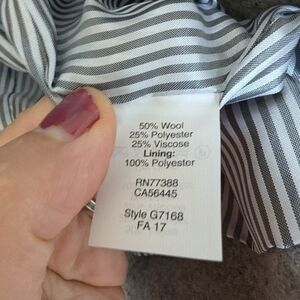 50% Wool
25% Polyester
25% Viscose
Lining:
100% Polyester
RN77388
CA56445
Style G7168
FA 17